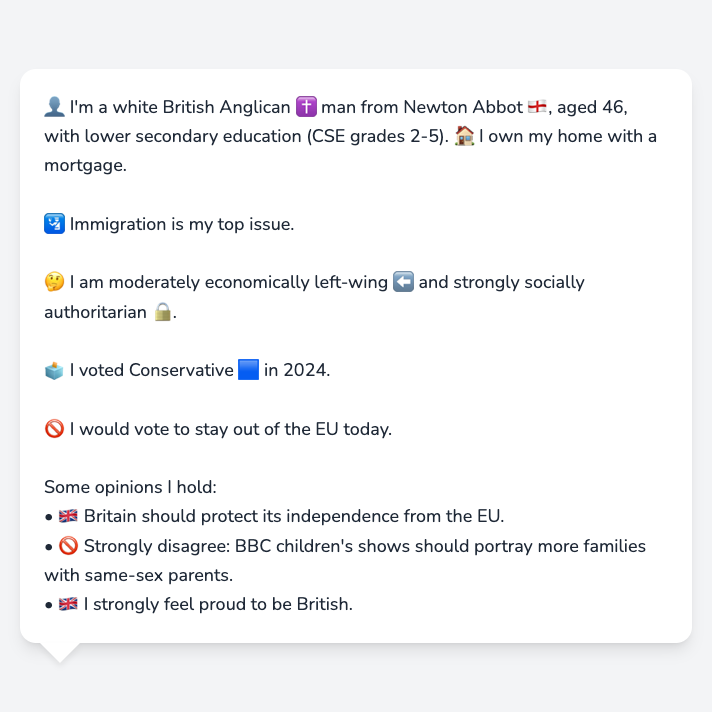 👤 I'm a white British Anglican ✝️ man from Newton Abbot 🏴󠁧󠁢󠁥󠁮󠁧󠁿, aged 46,
with lower secondary education (CSE grades 2-5). 🏠 I own my home with a
mortgage.
🛂 Immigration is my top issue.
🤔 I am moderately economically left-wing ⬅️ and strongly socially
authoritarian 🔒.
🗳️ I voted Conservative 🟦 in 2024.
🚫 I would vote to stay out of the EU today.
Some opinions I hold:
• 🇬🇧 Britain should protect its independence from the EU.
• 🚫 Strongly disagree: BBC children's shows should portray more families
with same-sex parents.
• 🇬🇧 I strongly feel proud to be British.